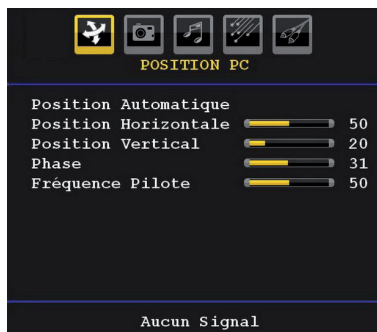 POSITION PC
Position Automatique
Position Horizontale 50
Position Vertical 20
Phase 31
Fréquence Pilote 50
Aucun Signal